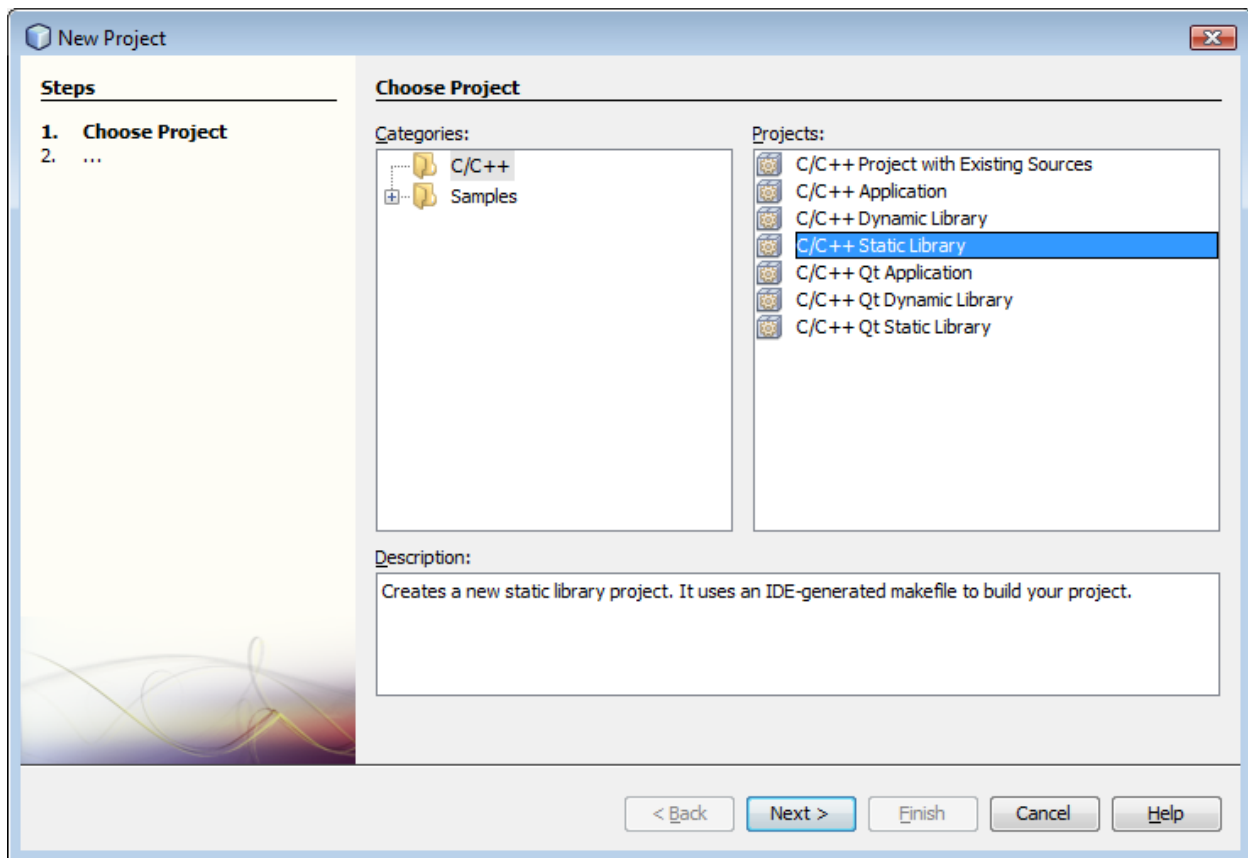 New Project
Steps
1. Choose Project
2. ...
Choose Project
Categories:
C/C++
Samples
Projects:
C/C++ Project with Existing Sources
C/C++ Application
C/C++ Dynamic Library
C/C++ Static Library
C/C++ Qt Application
C/C++ Qt Dynamic Library
C/C++ Qt Static Library
Description:
Creates a new static library project. It uses an IDE-generated makefile to build your project.
< Back Next > Finish Cancel Help